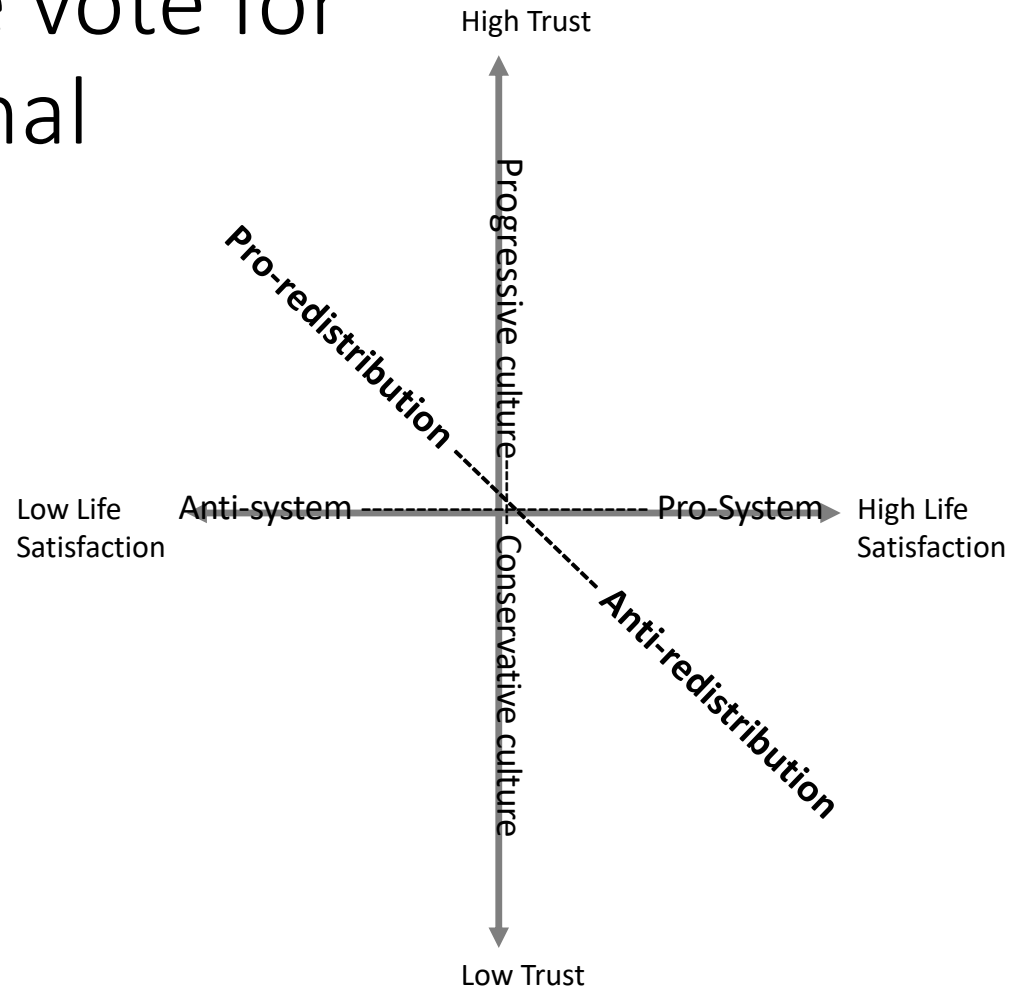 vote for
nal
High Trust
Progressive culture-----
Pro-redistribution -----
Low Life
Satisfaction
Anti-system ---------------------------- Pro-System
High Life
Satisfaction
-- Conservative culture
Anti-redistribution
Low Trust